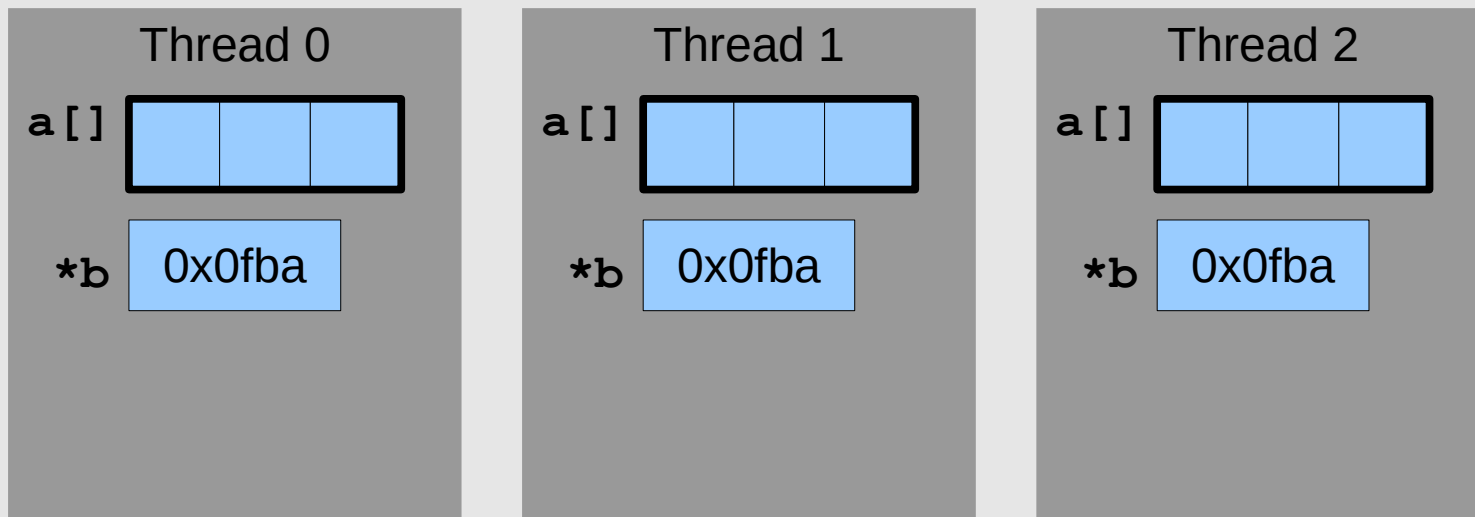 Thread 0
a[]
*b 0x0fba
Thread 1
a[]
*b 0x0fba
Thread 2
a[]
*b 0x0fba